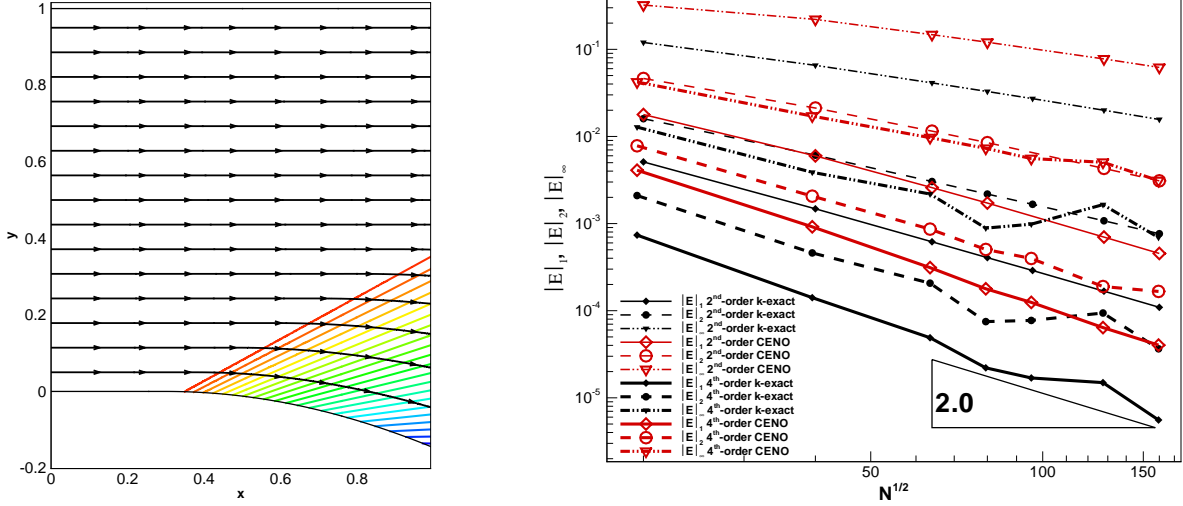 1
0.8
0.6
0.4
0.2
0
-0.2
y
0 0.2 0.4 0.6 0.8
x
10⁻¹
10⁻²
10⁻³
10⁻⁴
10⁻⁵
|E|₁, |E|₂, |E|∞
|E|₁ 2ⁿᵈ-order k-exact
|E|₂ 2ⁿᵈ-order k-exact
|E|∞ 2ⁿᵈ-order k-exact
|E|₁ 2ⁿᵈ-order CENO
|E|₂ 2ⁿᵈ-order CENO
|E|∞ 2ⁿᵈ-order CENO
|E|₁ 4ᵗʰ-order k-exact
|E|₂ 4ᵗʰ-order k-exact
|E|∞ 4ᵗʰ-order k-exact
|E|₁ 4ᵗʰ-order CENO
|E|₂ 4ᵗʰ-order CENO
|E|∞ 4ᵗʰ-order CENO
2.0
50 100 150
N¹ᐟ²